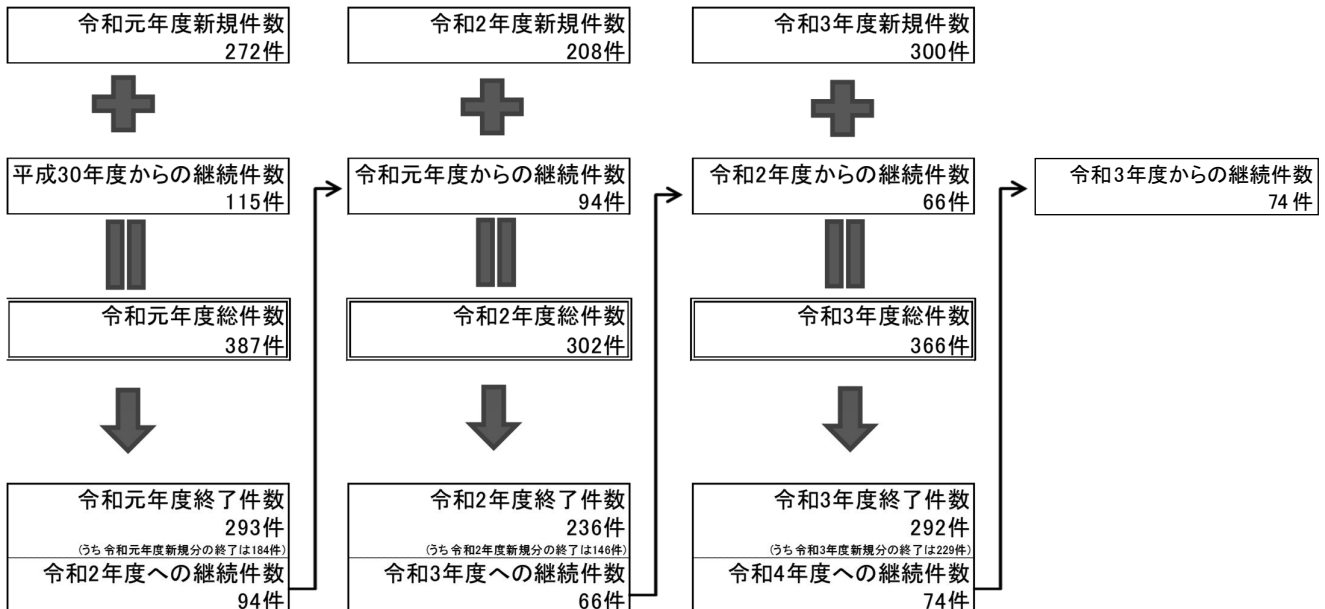 令和元年度新規件数
272件
平成30年度からの継続件数
115件
令和元年度総件数
387件
令和元年度終了件数
293件
(うち令和元年度新規分の終了は184件)
令和2年度への継続件数
94件
令和2年度新規件数
208件
令和元年度からの継続件数
94件
令和2年度総件数
302件
令和2年度終了件数
236件
(うち令和2年度新規分の終了は146件)
令和3年度への継続件数
66件
令和3年度新規件数
300件
令和2年度からの継続件数
66件
令和3年度総件数
366件
令和3年度終了件数
292件
(うち令和3年度新規分の終了は229件)
令和4年度への継続件数
74件
令和3年度からの継続件数
74件